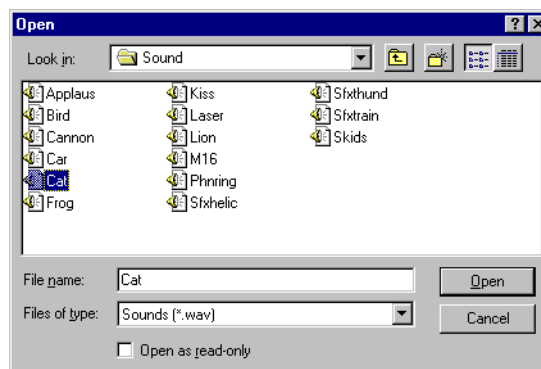 Open
Look in: Sound
Applaus Kiss Sfxthund
Bird Laser Sfxtrain
Cannon Lion Skids
Car M16
Cat Phnring
Frog Sfxhelic
File name: Cat Open
Files of type: Sounds (*.wav) Cancel
Open as read-only